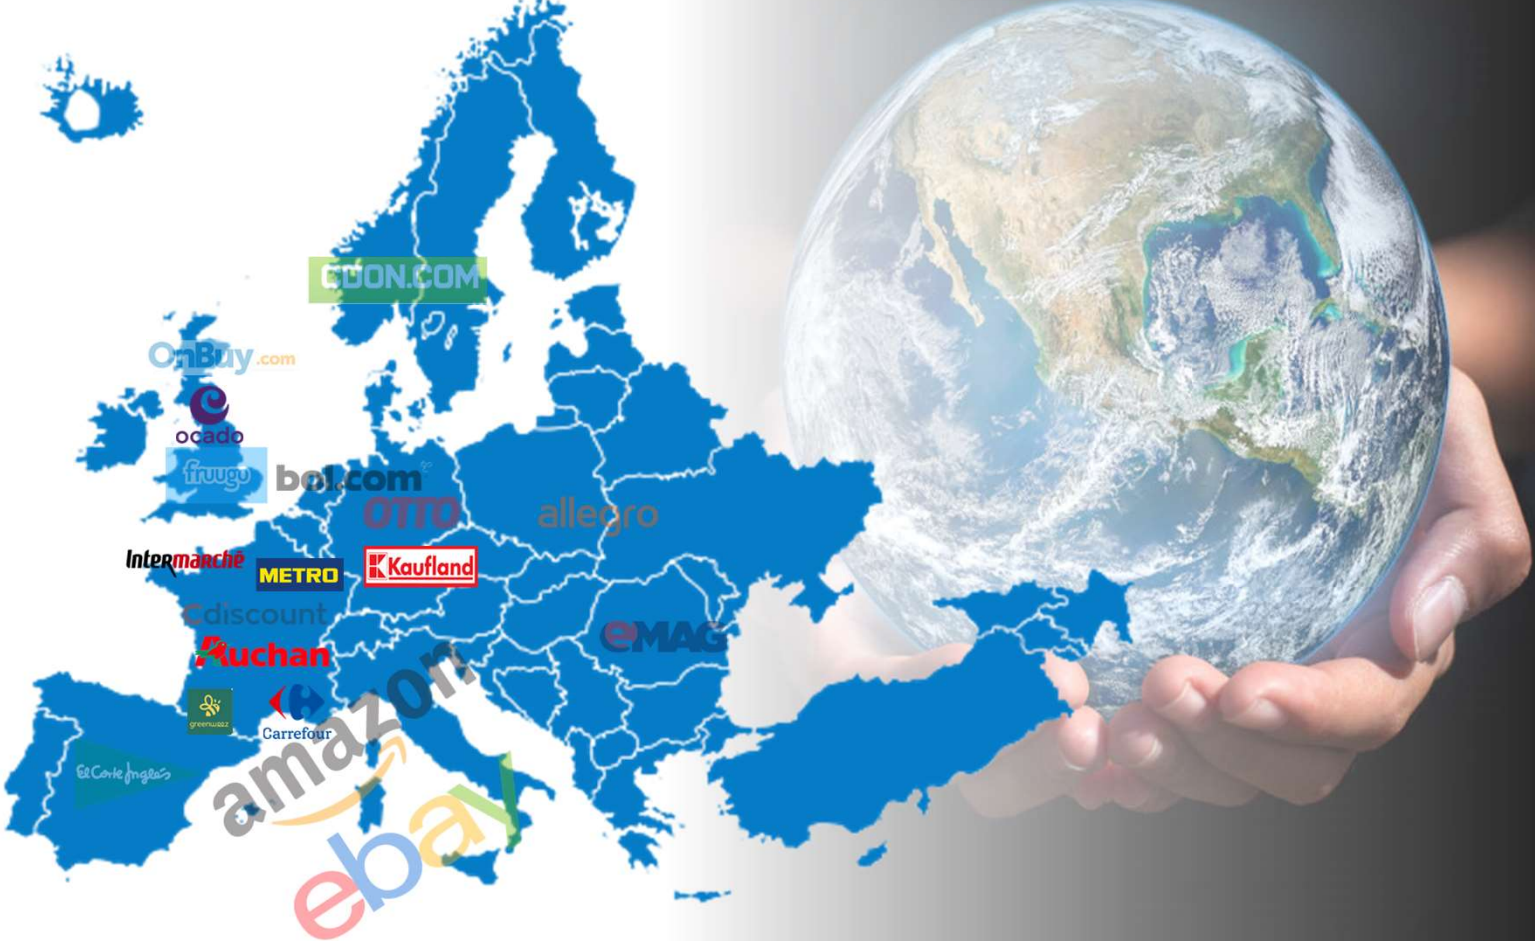 CDON.COM
OnBuy.com
ocado
fruugo
bol.com
OTTO
allegro
Intermarchē
METRO
Kaufland
Cdiscount
eMAG
Auchan
amazon
greenweez
Carrefour
El Corte Inglés
ebay